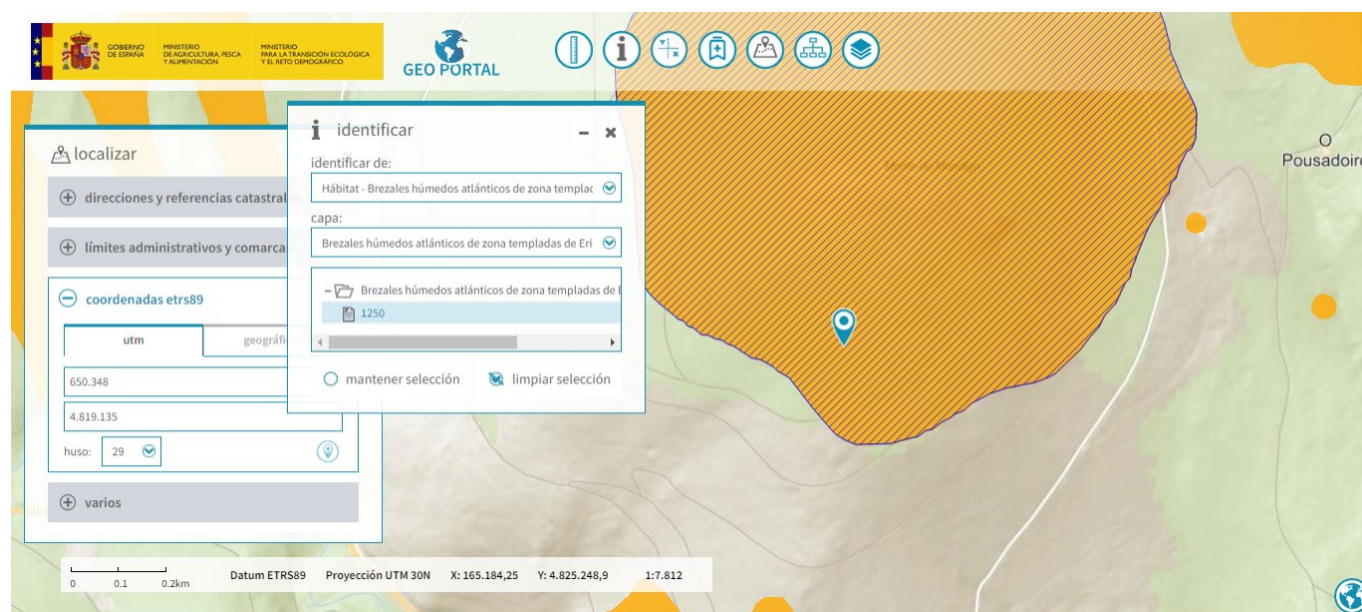 GOBIERNO
DE ESPAÑA
MINISTERIO
DE AGRICULTURA, PESCA
Y ALIMENTACIÓN
MINISTERIO
PARA LA TRANSICIÓN ECOLÓGICA
Y EL RETO DEMOGRÁFICO
GEO PORTAL
localizar
direcciones y referencias catastral
límites administrativos y comarca
coordenadas etrs89
utm
geográfi
650.348
4.819.135
huso: 29
varios
i identificar
identificar de:
Hábitat - Brezales húmedos atlánticos de zona templac
capa:
Brezales húmedos atlánticos de zona templadas de Eri
Brezales húmedos atlánticos de zona templadas de E
1250
mantener selección limpiar selección
O
Pousadoiro
0 0.1 0.2km
Datum ETRS89 Proyección UTM 30N X: 165.184,25 Y: 4.825.248,9 1:7.812